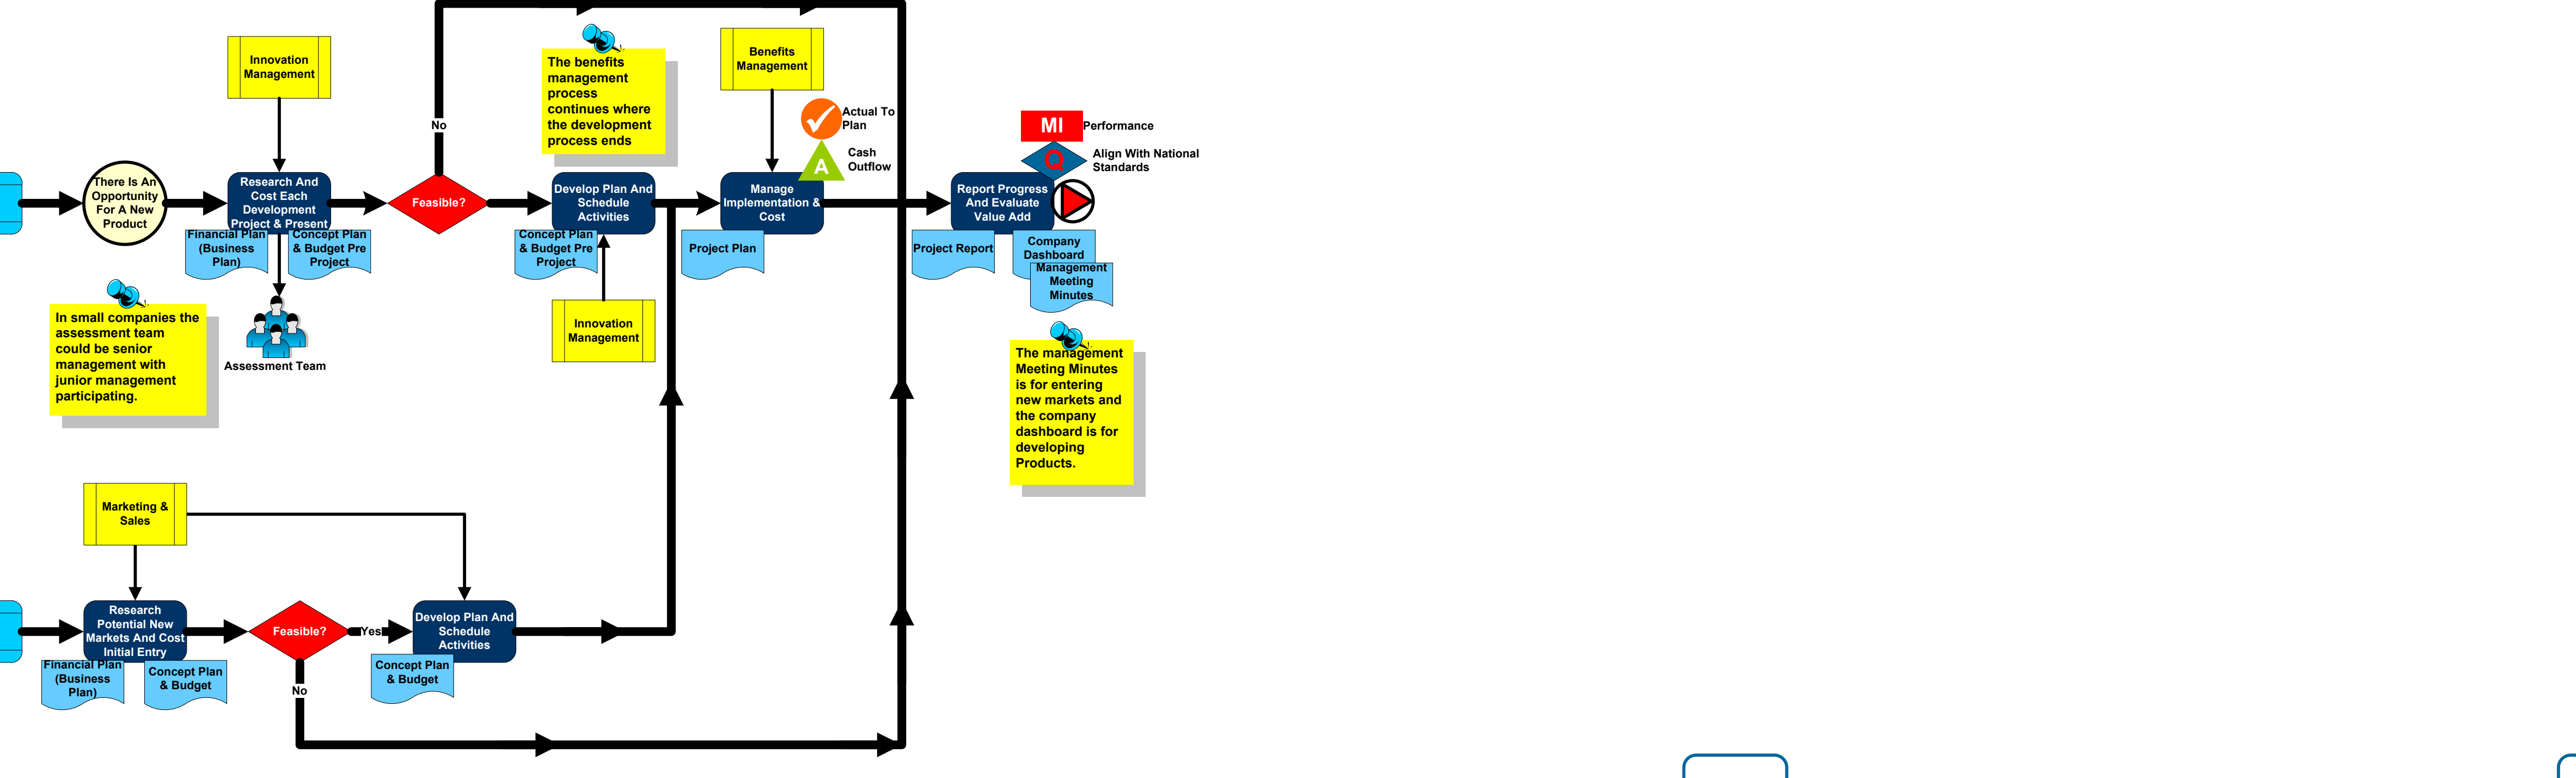 Innovation
Management
No
The benefits
management
process
continues where
the development
process ends
Benefits
Management
Actual To
Plan
A
Cash
Outflow
MI
Performance
Q
Align With National
Standards
There Is An
Opportunity
For A New
Product
Research And
Cost Each
Development
Project & Present
Financial Plan
(Business
Plan)
Concept Plan
& Budget Pre
Project
Feasible?
Develop Plan And
Schedule
Activities
Concept Plan
& Budget Pre
Project
Manage
Implementation &
Cost
Project Plan
Report Progress
And Evaluate
Value Add
Project Report
Company
Dashboard
Management
Meeting
Minutes
In small companies the
assessment team
could be senior
management with
junior management
participating.
Assessment Team
Innovation
Management
The management
Meeting Minutes
is for entering
new markets and
the company
dashboard is for
developing
Products.
Marketing &
Sales
Research
Potential New
Markets And Cost
Initial Entry
Financial Plan
(Business
Plan)
Concept Plan
& Budget
Feasible?
Yes
No
Develop Plan And
Schedule
Activities
Concept Plan
& Budget